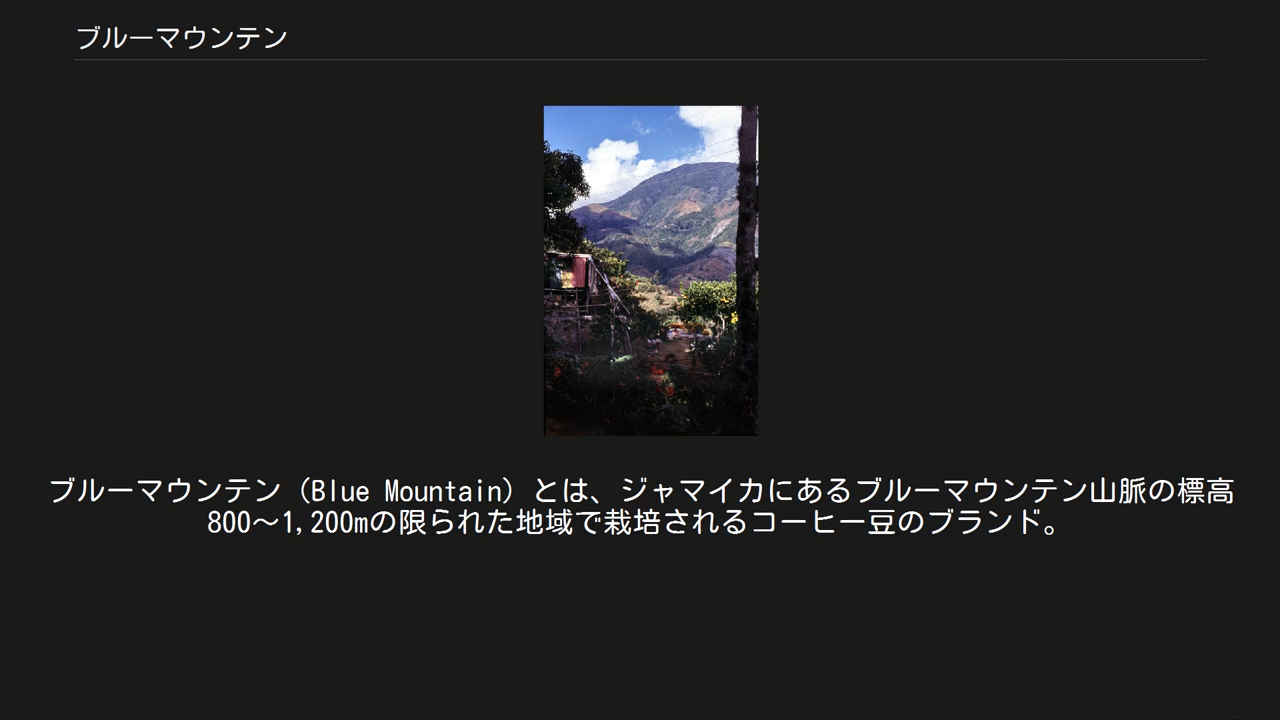 ブルーマウンテン
ブルーマウンテン（Blue Mountain）とは、ジャマイカにあるブルーマウンテン山脈の標高
800～1,200mの限られた地域で栽培されるコーヒー豆のブランド。